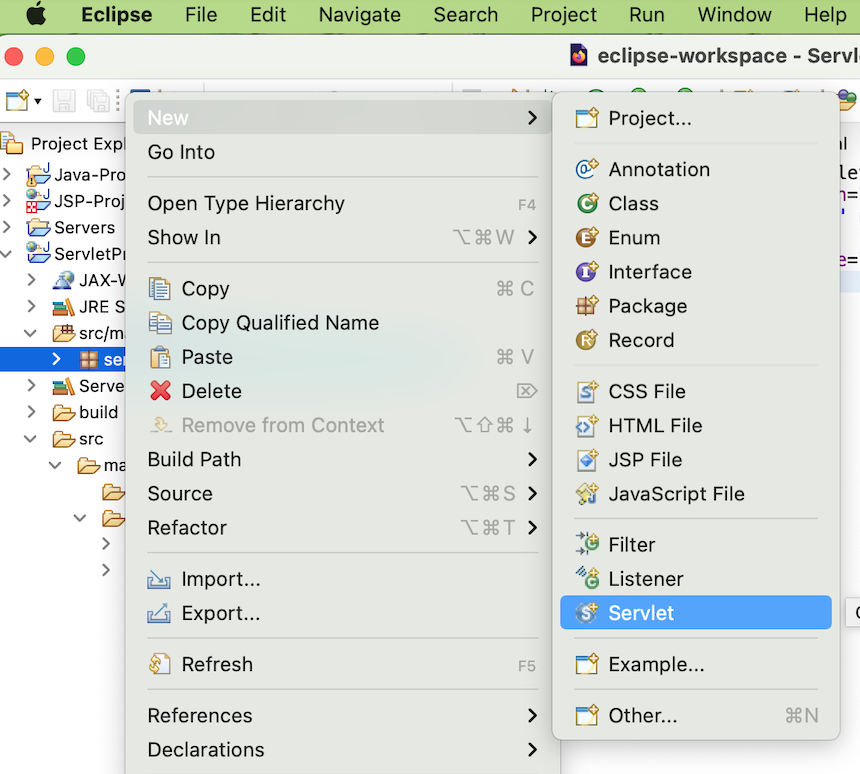 Eclipse File Edit Navigate Search Project Run Window Help
eclipse-workspace - Servl
Project Expl
Java-Pro
JSP-Proj
Servers
ServletPr
JAX-W
JRE S
src/ma
ser
Serve
build
src
ma
New
Go Into
Open Type Hierarchy F4
Show In ⌥⌘W
Copy ⌘C
Copy Qualified Name
Paste ⌘V
Delete ⌦
Remove from Context ⌥⇧⌘↓
Build Path
Source ⌥⌘S
Refactor ⌥⌘T
Import...
Export...
Refresh F5
References
Declarations
Project...
Annotation
Class
Enum
Interface
Package
Record
CSS File
HTML File
JSP File
JavaScript File
Filter
Listener
Servlet
Example...
Other... ⌘N